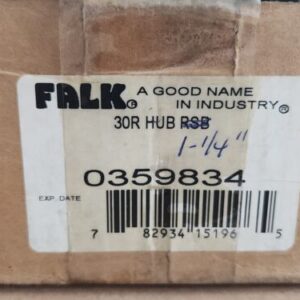 FALK® A GOOD NAME
IN INDUSTRY®
30R HUB RSB
1-1/4"
0359834
EXP. DATE
7 82934 15196 5